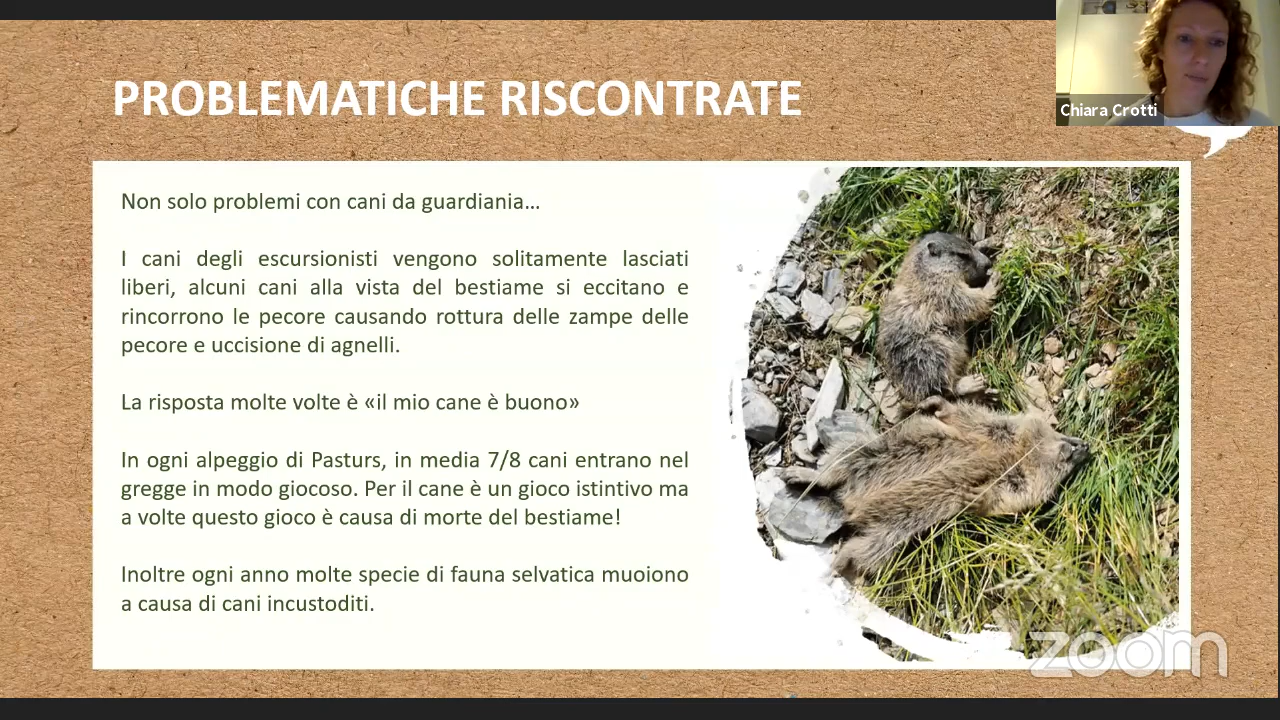 PROBLEMATICHE RISCONTRATE
Chiara Crotti
Non solo problemi con cani da guardiania…
I cani degli escursionisti vengono solitamente lasciati
liberi, alcuni cani alla vista del bestiame si eccitano e
rincorrono le pecore causando rottura delle zampe delle
pecore e uccisione di agnelli.
La risposta molte volte è «il mio cane è buono»
In ogni alpeggio di Pasturs, in media 7/8 cani entrano nel
gregge in modo giocoso. Per il cane è un gioco istintivo ma
a volte questo gioco è causa di morte del bestiame!
Inoltre ogni anno molte specie di fauna selvatica muoiono
a causa di cani incustoditi.
zoom